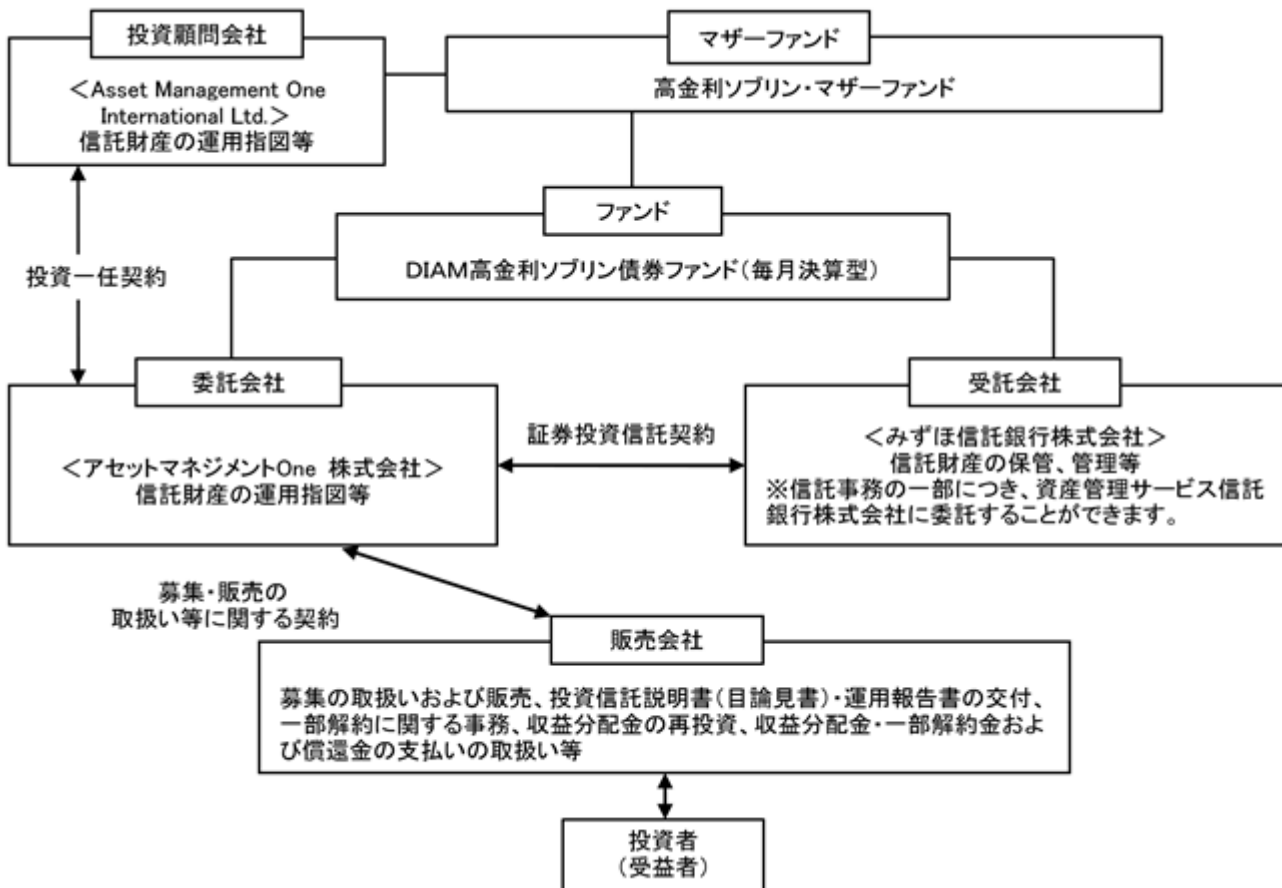 投資顧問会社
＜Asset Management One
International Ltd.＞
信託財産の運用指図等
マザーファンド
高金利ソブリン・マザーファンド
ファンド
DIAM高金利ソブリン債券ファンド（毎月決算型）
投資一任契約
委託会社
＜アセットマネジメントOne 株式会社＞
信託財産の運用指図等
証券投資信託契約
受託会社
＜みずほ信託銀行株式会社＞
信託財産の保管、管理等
※信託事務の一部につき、資産管理サービス信託
銀行株式会社に委託することができます。
募集・販売の
取扱い等に関する契約
販売会社
募集の取扱いおよび販売、投資信託説明書（目論見書）・運用報告書の交付、
一部解約に関する事務、収益分配金の再投資、収益分配金・一部解約金およ
び償還金の支払いの取扱い等
投資者
（受益者）